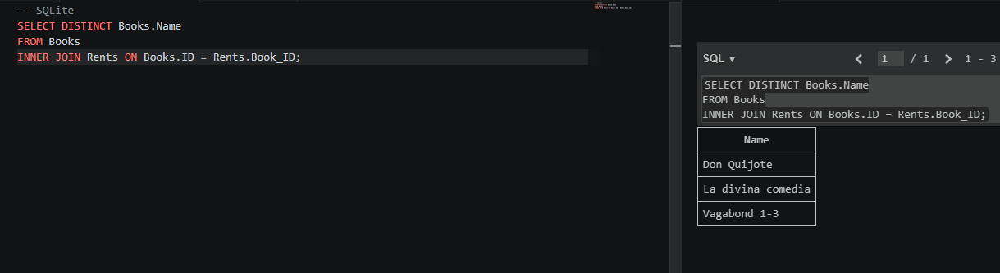 -- SQLite
SELECT DISTINCT Books.Name
FROM Books
INNER JOIN Rents ON Books.ID = Rents.Book_ID;
SQL ▾
1 / 1 1 - 3
SELECT DISTINCT Books.Name
FROM Books
INNER JOIN Rents ON Books.ID = Rents.Book_ID;
Name
Don Quijote
La divina comedia
Vagabond 1-3